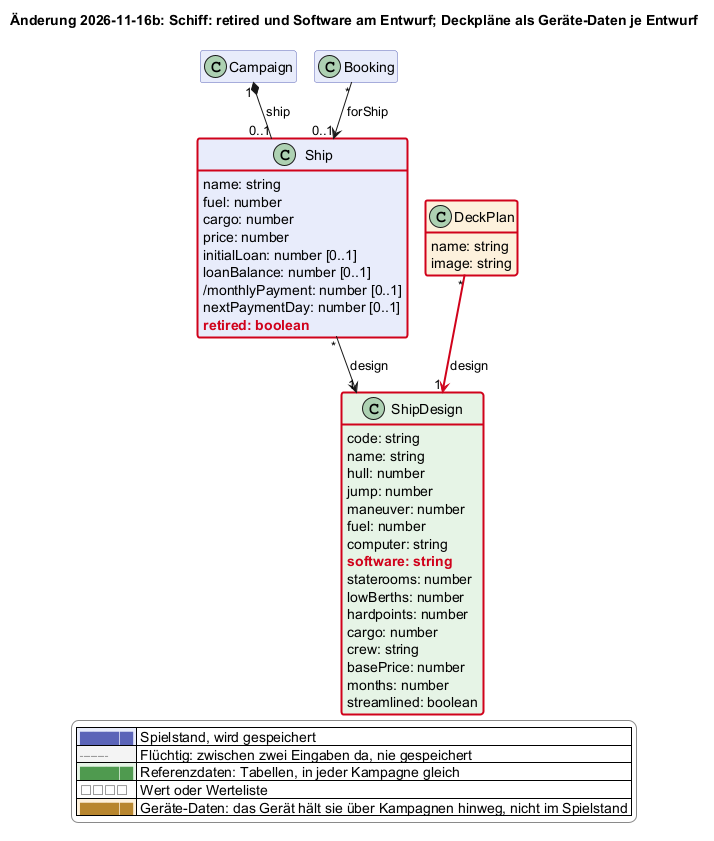 Änderung 2026-11-16b: Schiff: retired und Software am Entwurf; Deckpläne als Geräte-Daten je Entwurf
C Campaign
C Booking
1
ship
0..1
*
forShip
0..1
C Ship
name: string
fuel: number
cargo: number
price: number
initialLoan: number [0..1]
loanBalance: number [0..1]
/monthlyPayment: number [0..1]
nextPaymentDay: number [0..1]
retired: boolean
C DeckPlan
name: string
image: string
*
design
1
*
design
1
C ShipDesign
code: string
name: string
hull: number
jump: number
maneuver: number
fuel: number
computer: string
software: string
staterooms: number
lowBerths: number
hardpoints: number
cargo: number
crew: string
basePrice: number
months: number
streamlined: boolean
Spielstand, wird gespeichert
Flüchtig: zwischen zwei Eingaben da, nie gespeichert
Referenzdaten: Tabellen, in jeder Kampagne gleich
Wert oder Werteliste
Geräte-Daten: das Gerät hält sie über Kampagnen hinweg, nicht im Spielstand